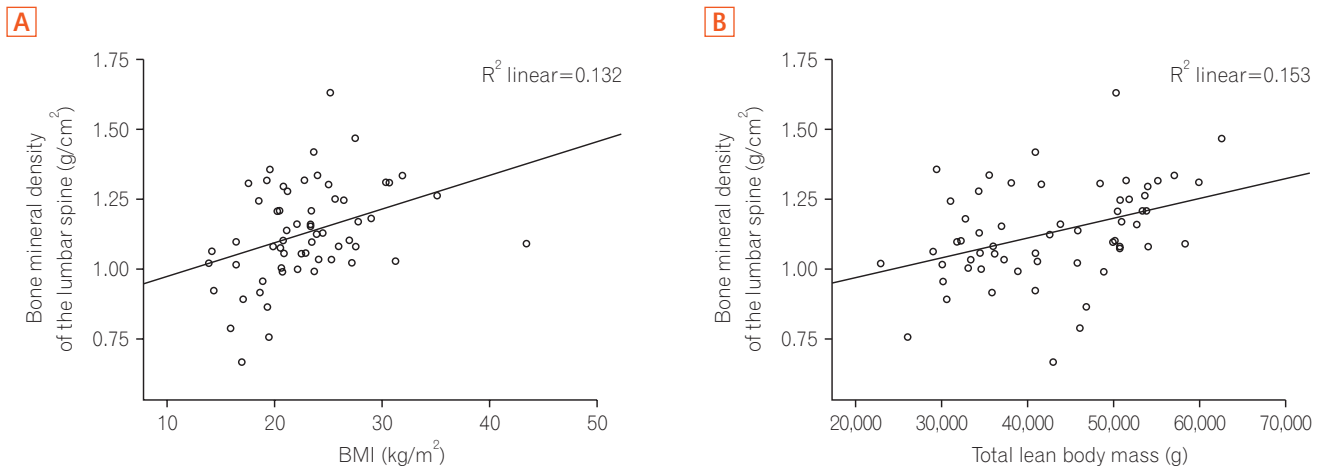 A
R² linear=0.132
Bone mineral density
of the lumbar spine (g/cm²)
1.75
1.50
1.25
1.00
0.75
10 20 30 40 50
BMI (kg/m²)
B
R² linear=0.153
Bone mineral density
of the lumbar spine (g/cm²)
1.75
1.50
1.25
1.00
0.75
20,000 30,000 40,000 50,000 60,000 70,000
Total lean body mass (g)